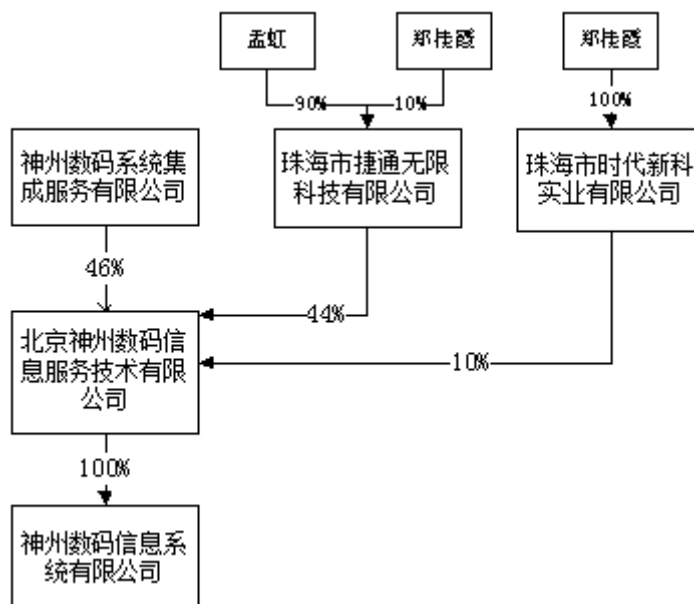 孟虹
郑桂霞
郑桂霞
90%
10%
100%
神州数码系统集
成服务有限公司
珠海市捷通无限
科技有限公司
珠海市时代新科
实业有限公司
46%
44%
北京神州数码信
息服务技术有限
公司
10%
100%
神州数码信息系
统有限公司